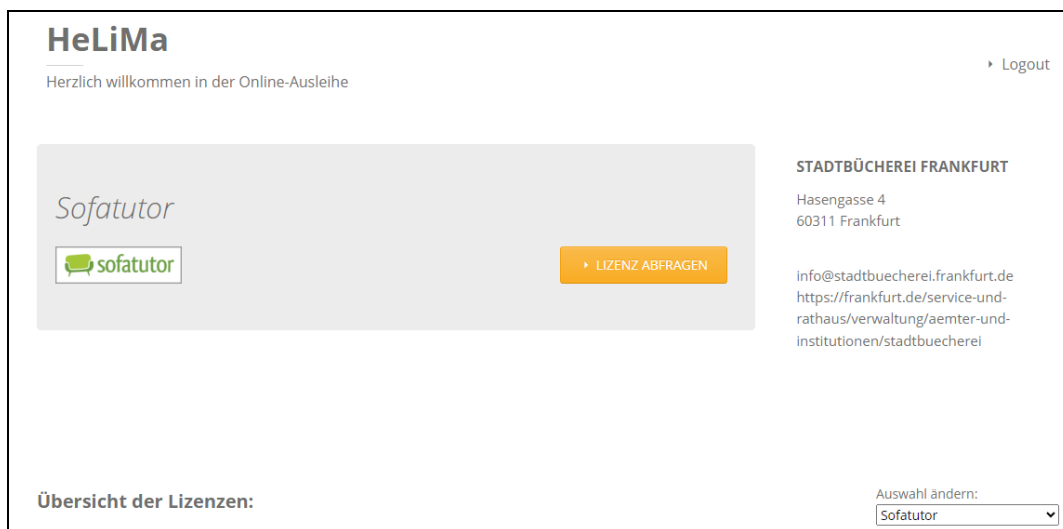 HeLiMa
Herzlich willkommen in der Online-Ausleihe
Logout
Sofatutor
sofatutor
LIZENZ ABFRAGEN
STADTBÜCHEREI FRANKFURT
Hasengasse 4
60311 Frankfurt
info@stadtbuecherei.frankfurt.de
https://frankfurt.de/service-und-
rathaus/verwaltung/aemter-und-
institutionen/stadtbuecherei
Übersicht der Lizenzen:
Auswahl ändern:
Sofatutor